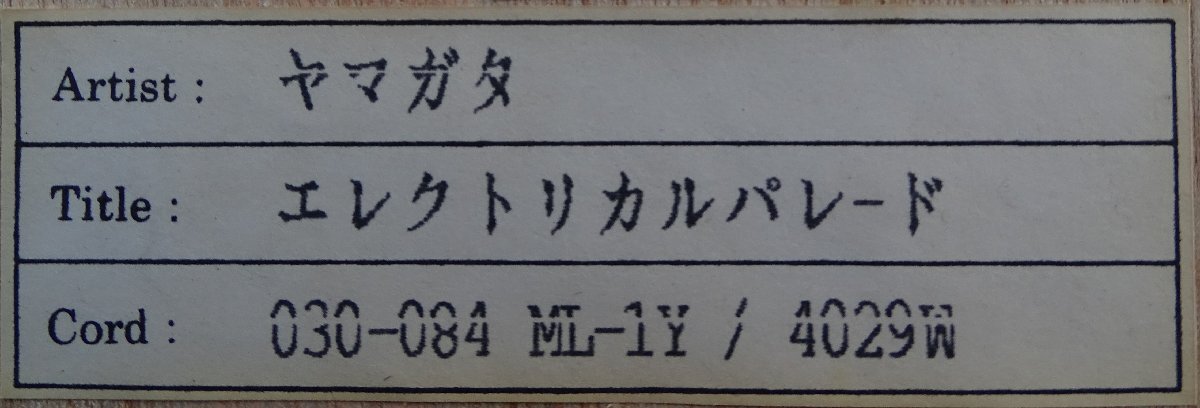 Artist : ヤマガタ
Title : エレクトリカルパレード
Cord : 030-084 ML-1Y / 4029W